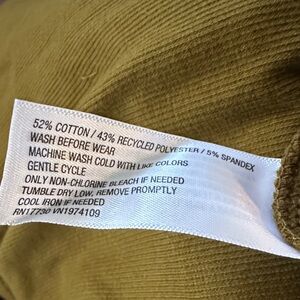 52% COTTON / 43% RECYCLED POLYESTER / 5% SPANDEX
WASH BEFORE WEAR
MACHINE WASH COLD WITH LIKE COLORS
GENTLE CYCLE
ONLY NON-CHLORINE BLEACH IF NEEDED
TUMBLE DRY LOW, REMOVE PROMPTLY
COOL IRON IF NEEDED
RN17730 VN1974109